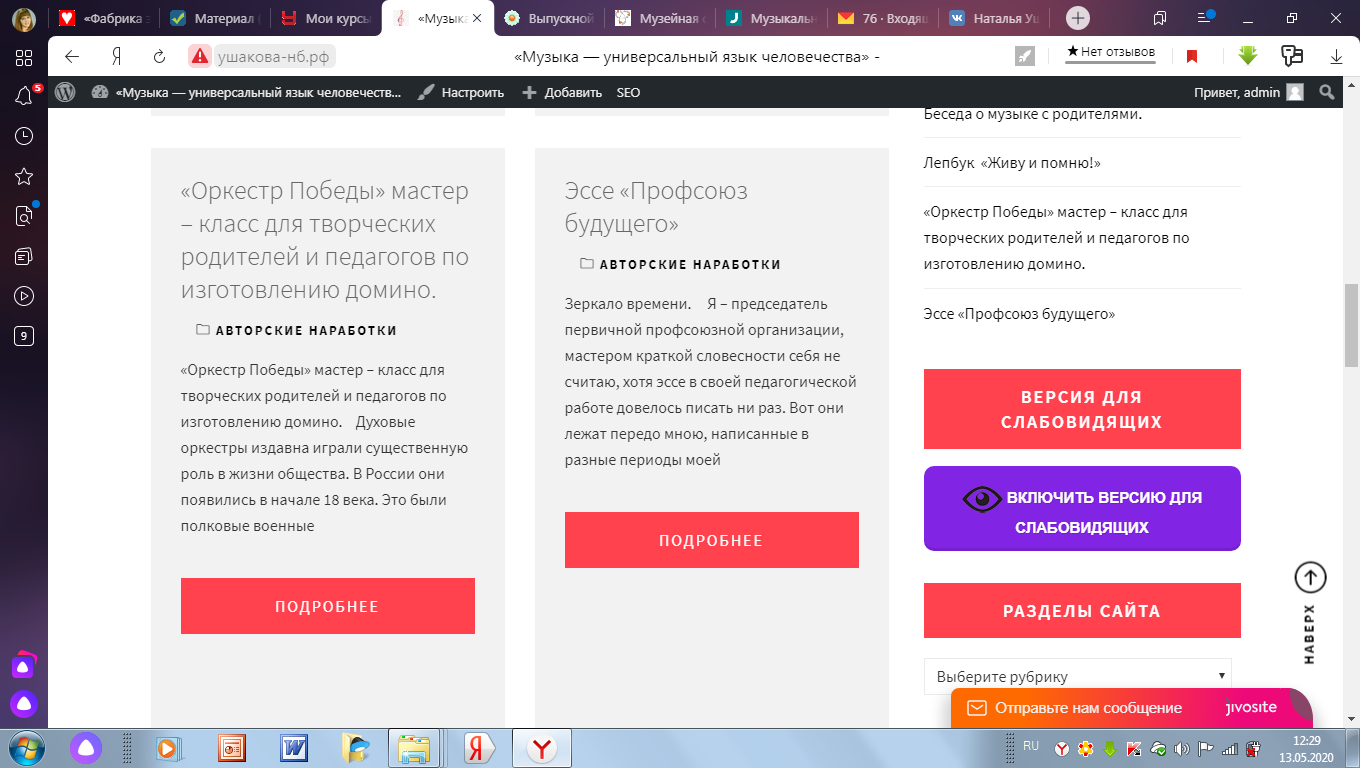 «Фабрика з
Материал (
Мои курсы
«Музыка
Выпускной
Музейная с
Музыкальн
76 · Входящ
Наталья Уш
5
9
Я
ушакова-нб.рф
«Музыка — универсальный язык человечества» -
★Нет отзывов
«Музыка — универсальный язык человечеств...
Настроить
Добавить
SEO
Привет, admin
«Оркестр Победы» мастер
– класс для творческих
родителей и педагогов по
изготовлению домино.
АВТОРСКИЕ НАРАБОТКИ
«Оркестр Победы» мастер – класс для
творческих родителей и педагогов по
изготовлению домино. Духовые
оркестры издавна играли существенную
роль в жизни общества. В России они
появились в начале 18 века. Это были
полковые военные
ПОДРОБНЕЕ
Эссе «Профсоюз
будущего»
АВТОРСКИЕ НАРАБОТКИ
Зеркало времени. Я – председатель
первичной профсоюзной организации,
мастером краткой словесности себя не
считаю, хотя эссе в своей педагогической
работе довелось писать ни раз. Вот они
лежат передо мною, написанные в
разные периоды моей
ПОДРОБНЕЕ
Беседа о музыке с родителями.
Лепбук «Живу и помню!»
«Оркестр Победы» мастер – класс для
творческих родителей и педагогов по
изготовлению домино.
Эссе «Профсоюз будущего»
ВЕРСИЯ ДЛЯ
СЛАБОВИДЯЩИХ
ВКЛЮЧИТЬ ВЕРСИЮ ДЛЯ
СЛАБОВИДЯЩИХ
РАЗДЕЛЫ САЙТА
Выберите рубрику
НАВЕРХ
Отправьте нам сообщение
jivosite
RU
12:29
13.05.2020